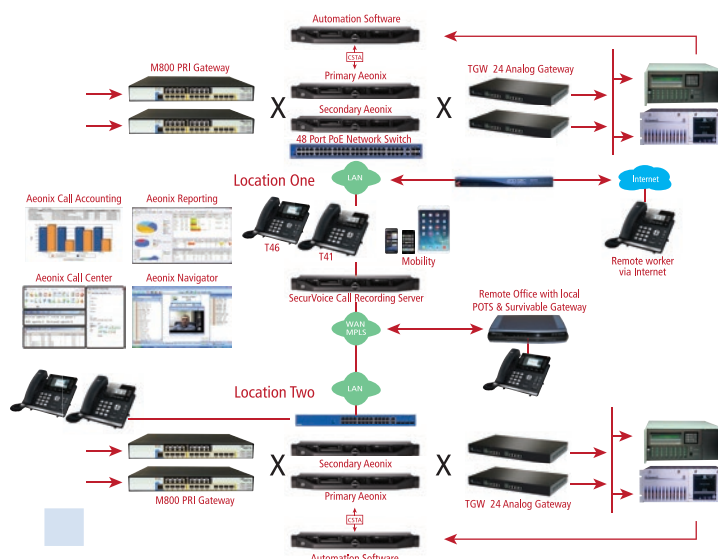 Automation Software
CSTA
M800 PRI Gateway
Primary Aeonix
TGW 24 Analog Gateway
X
X
Secondary Aeonix
48 Port PoE Network Switch
Location One
LAN
Internet
Aeonix Call Accounting
Aeonix Reporting
T46
T41
Mobility
Remote worker
via Internet
Aeonix Call Center
Aeonix Navigator
SecurVoice Call Recording Server
Remote Office with local
POTS & Survivable Gateway
WAN
MPLS
Location Two
LAN
X
X
Secondary Aeonix
Primary Aeonix
M800 PRI Gateway
TGW 24 Analog Gateway
CSTA
Automation Software